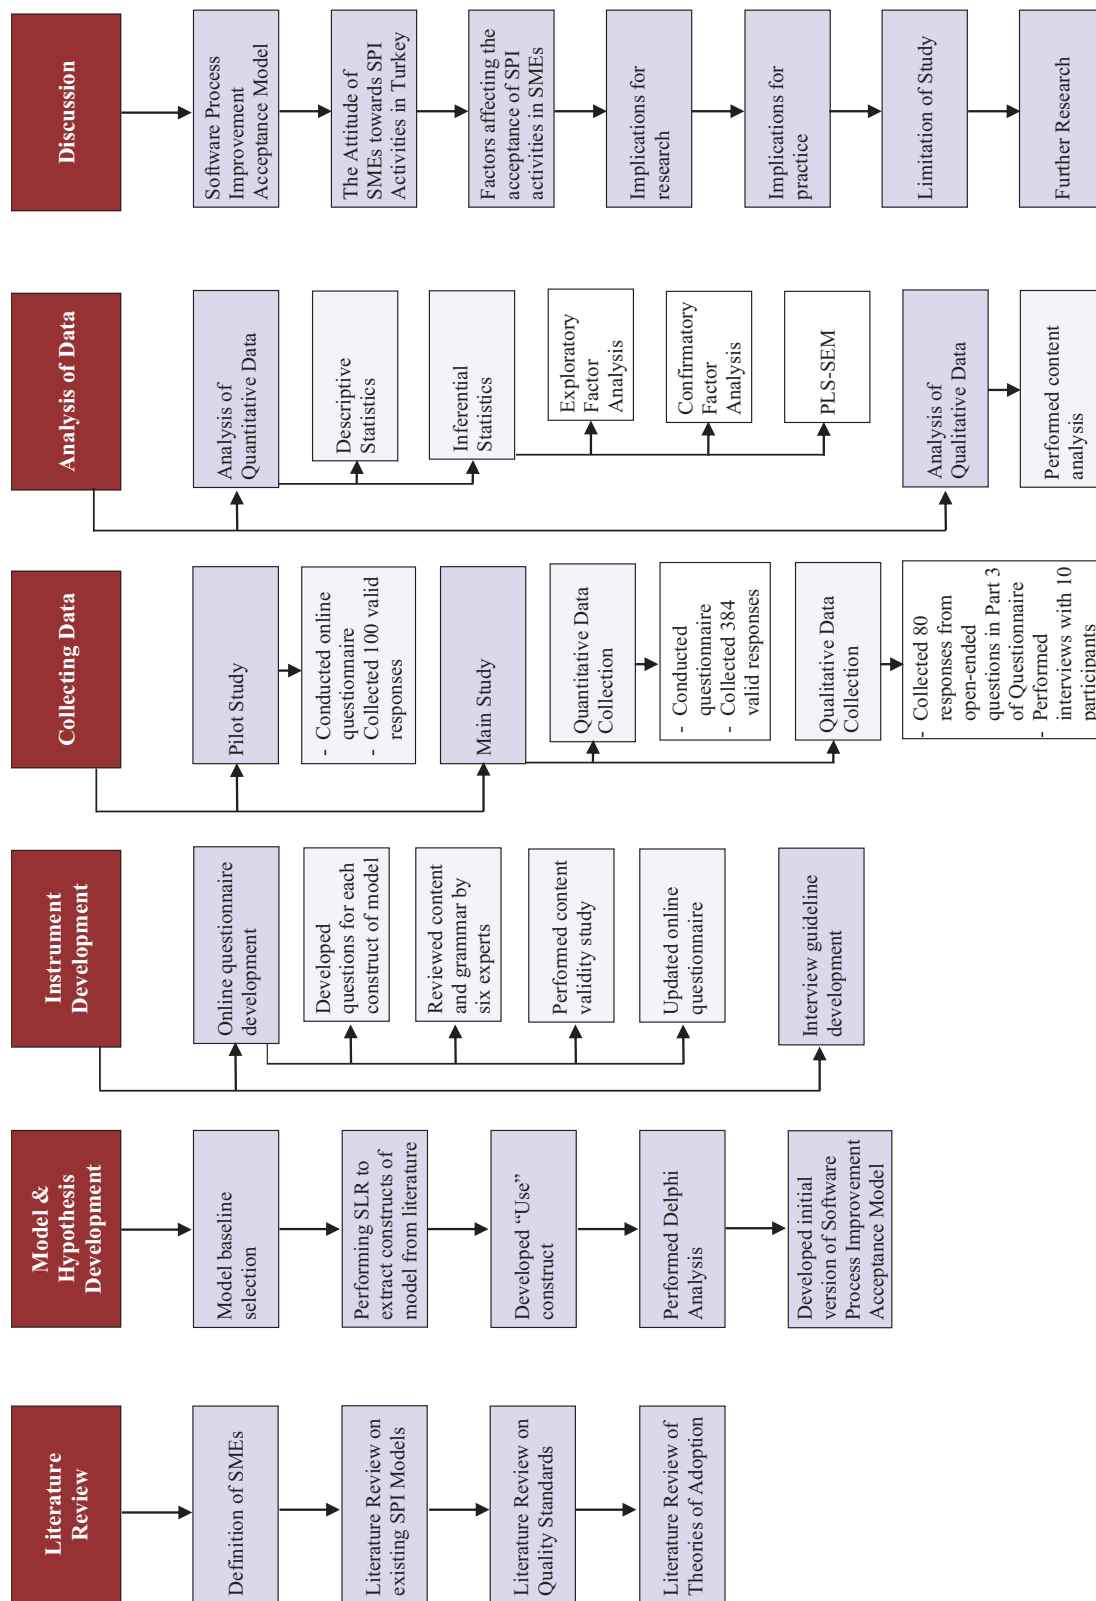 Literature
Review
Definition of SMEs
Literature Review on
existing SPI Models
Literature Review on
Quality Standards
Literature Review of
Theories of Adoption
Model &
Hypothesis
Development
Model baseline
selection
Performing SLR to
extract constructs of
model from literature
Developed “Use”
construct
Performed Delphi
Analysis
Developed initial
version of Software
Process Improvement
Acceptance Model
Instrument
Development
Online questionnaire
development
Developed
questions for each
construct of model
Reviewed content
and grammar by
six experts
Performed content
validity study
Updated online
questionnaire
Interview guideline
development
Collecting Data
Pilot Study
- Conducted online
questionnaire
- Collected 100 valid
responses
Main Study
Quantitative Data
Collection
- Conducted
questionnaire
- Collected 384
valid responses
Qualitative Data
Collection
- Collected 80
responses from
open-ended
questions in Part 3
of Questionnaire
- Performed
interviews with 10
participants
Analysis of Data
Analysis of
Quantitative Data
Descriptive
Statistics
Inferential
Statistics
Exploratory
Factor
Analysis
Confirmatory
Factor
Analysis
PLS-SEM
Analysis of
Qualitative Data
Performed content
analysis
Discussion
Software Process
Improvement
Acceptance Model
The Attitude of
SMEs towards SPI
Activities in Turkey
Factors affecting the
acceptance of SPI
activities in SMEs
Implications for
research
Implications for
practice
Limitation of Study
Further Research